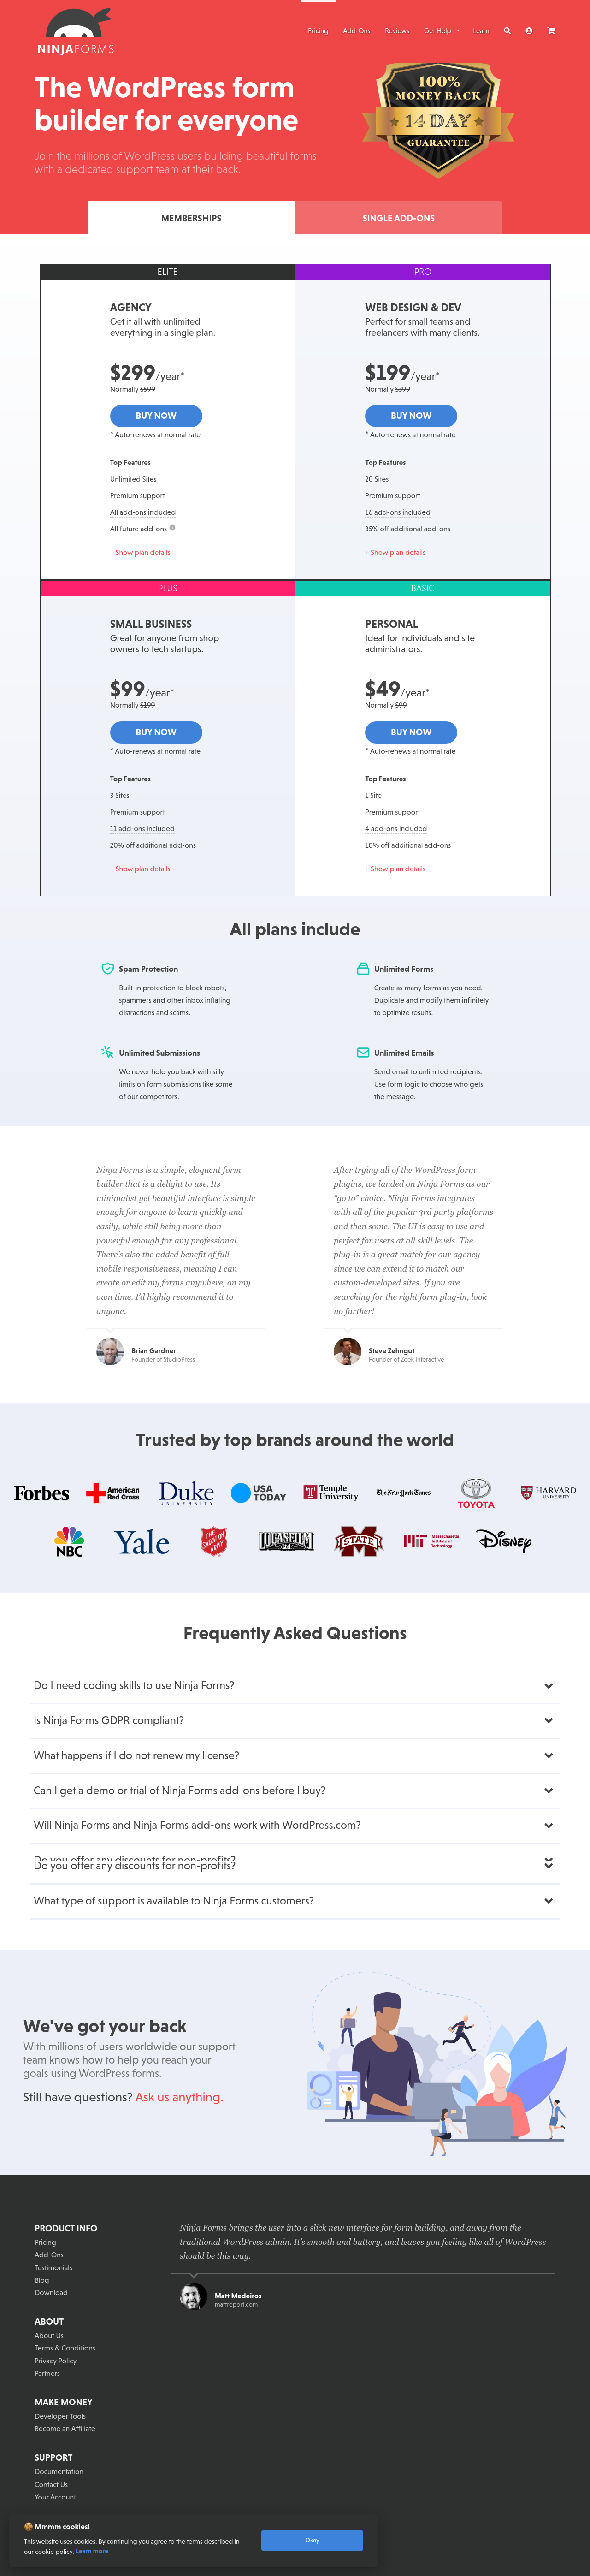 NINJAFORMS
Pricing
Add-Ons
Reviews
Get Help
Learn
The WordPress form
builder for everyone
Join the millions of WordPress users building beautiful forms
with a dedicated support team at their back.
100%
MONEY BACK
14 DAY
GUARANTEE
MEMBERSHIPS
SINGLE ADD-ONS
ELITE
AGENCY
Get it all with unlimited
everything in a single plan.
$299/year*
Normally $599
BUY NOW
* Auto-renews at normal rate
Top Features
Unlimited Sites
Premium support
All add-ons included
All future add-ons
+ Show plan details
PRO
WEB DESIGN & DEV
Perfect for small teams and
freelancers with many clients.
$199/year*
Normally $399
BUY NOW
* Auto-renews at normal rate
Top Features
20 Sites
Premium support
16 add-ons included
35% off additional add-ons
+ Show plan details
PLUS
SMALL BUSINESS
Great for anyone from shop
owners to tech startups.
$99/year*
Normally $199
BUY NOW
* Auto-renews at normal rate
Top Features
3 Sites
Premium support
11 add-ons included
20% off additional add-ons
+ Show plan details
BASIC
PERSONAL
Ideal for individuals and site
administrators.
$49/year*
Normally $99
BUY NOW
* Auto-renews at normal rate
Top Features
1 Site
Premium support
4 add-ons included
10% off additional add-ons
+ Show plan details
All plans include
Spam Protection
Built-in protection to block robots,
spammers and other inbox inflating
distractions and scams.
Unlimited Forms
Create as many forms as you need.
Duplicate and modify them infinitely
to optimize results.
Unlimited Submissions
We never hold you back with silly
limits on form submissions like some
of our competitors.
Unlimited Emails
Send email to unlimited recipients.
Use form logic to choose who gets
the message.
Ninja Forms is a simple, eloquent form
builder that is a delight to use. Its
minimalist yet beautiful interface is simple
enough for anyone to learn quickly and
easily, while still being more than
powerful enough for any professional.
There's also the added benefit of full
mobile responsiveness, meaning I can
create or edit my forms anywhere, on my
own time. I'd highly recommend it to
anyone.
Brian Gardner
Founder of StudioPress
After trying all of the WordPress form
plugins, we landed on Ninja Forms as our
"go to" choice. Ninja Forms integrates
with all of the popular 3rd party platforms
and then some. The UI is easy to use and
perfect for users at all skill levels. The
plug-in is a great match for our agency
since we can extend it to match our
custom-developed sites. If you are
searching for the right form plug-in, look
no further!
Steve Zehngut
Founder of Zeek Interactive
Trusted by top brands around the world
Forbes
American
Red Cross
Duke
UNIVERSITY
USA
TODAY
Temple
University
The New York Times
TOYOTA
HARVARD
UNIVERSITY
NBC
Yale
THE
SALVATION
ARMY
LUCASFILM
Ltd
STATE
MIT
Massachusetts
Institute of
Technology
Disney
Frequently Asked Questions
Do I need coding skills to use Ninja Forms?
Is Ninja Forms GDPR compliant?
What happens if I do not renew my license?
Can I get a demo or trial of Ninja Forms add-ons before I buy?
Will Ninja Forms and Ninja Forms add-ons work with WordPress.com?
Do you offer any discounts for non-profits?
Do you offer any discounts for non-profits?
What type of support is available to Ninja Forms customers?
We've got your back
With millions of users worldwide our support
team knows how to help you reach your
goals using WordPress forms.
Still have questions? Ask us anything.
PRODUCT INFO
Pricing
Add-Ons
Testimonials
Blog
Download
ABOUT
About Us
Terms & Conditions
Privacy Policy
Partners
MAKE MONEY
Developer Tools
Become an Affiliate
SUPPORT
Documentation
Contact Us
Your Account
Ninja Forms brings the user into a slick new interface for form building, and away from the
traditional WordPress admin. It's smooth and buttery, and leaves you feeling like all of WordPress
should be this way.
Matt Medeiros
mattreport.com
Mmmm cookies!
This website uses cookies. By continuing you agree to the terms described in
our cookie policy. Learn more
Okay